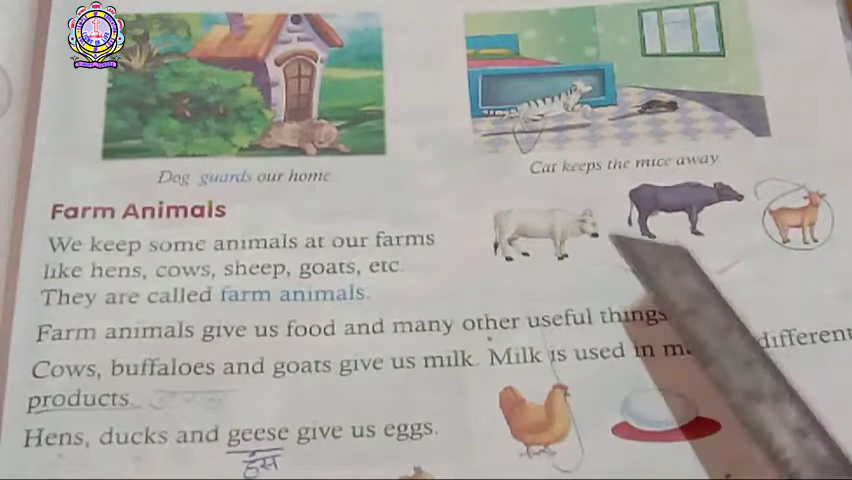 Dog guards our home
Cat keeps the mice away
Farm Animals
We keep some animals at our farms
like hens, cows, sheep, goats, etc.
They are called farm animals.
Farm animals give us food and many other useful things
Cows, buffaloes and goats give us milk. Milk is used in different
products.
Hens, ducks and geese give us eggs.
हंस